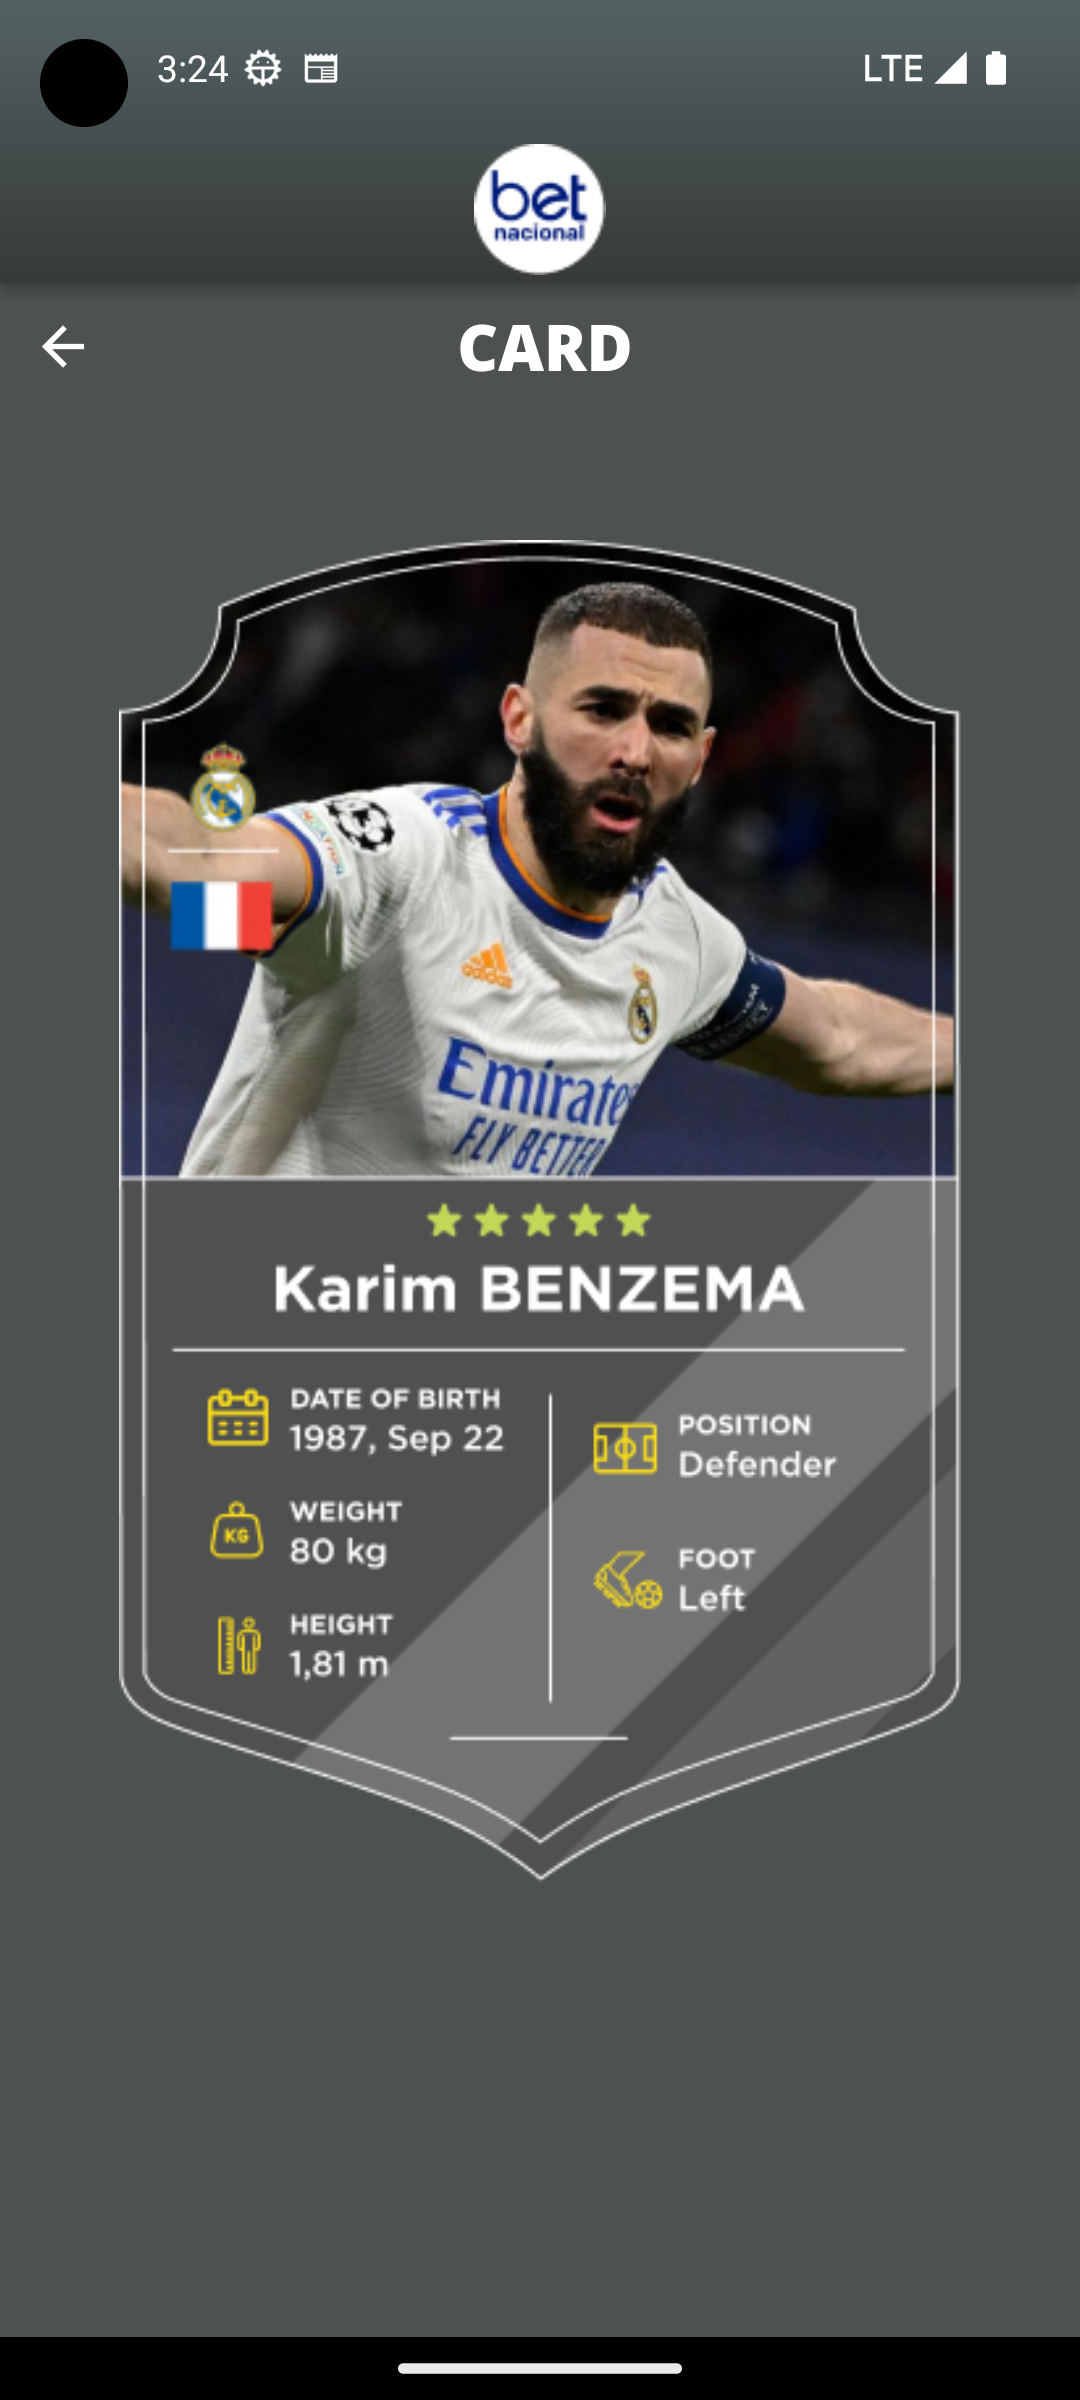 3:24
LTE
bet
nacional
CARD
adidas
Emirates
FLY BETTER
Karim BENZEMA
DATE OF BIRTH
1987, Sep 22
WEIGHT
KG
80 kg
HEIGHT
1,81 m
POSITION
Defender
FOOT
Left